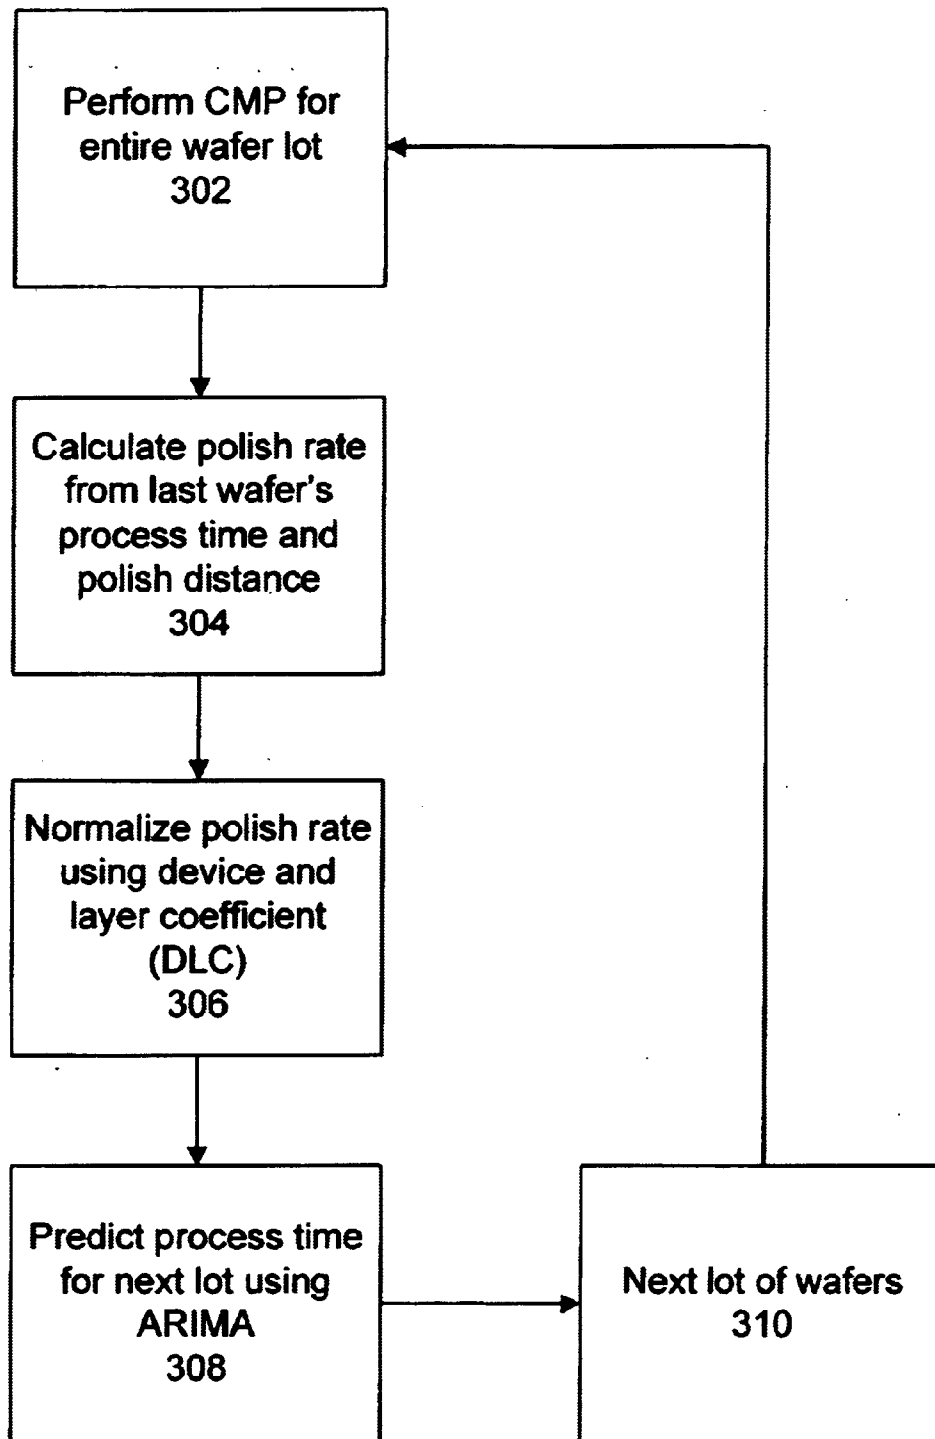 Perform CMP for
entire wafer lot
302
Calculate polish rate
from last wafer's
process time and
polish distance
304
Normalize polish rate
using device and
layer coefficient
(DLC)
306
Predict process time
for next lot using
ARIMA
308
Next lot of wafers
310